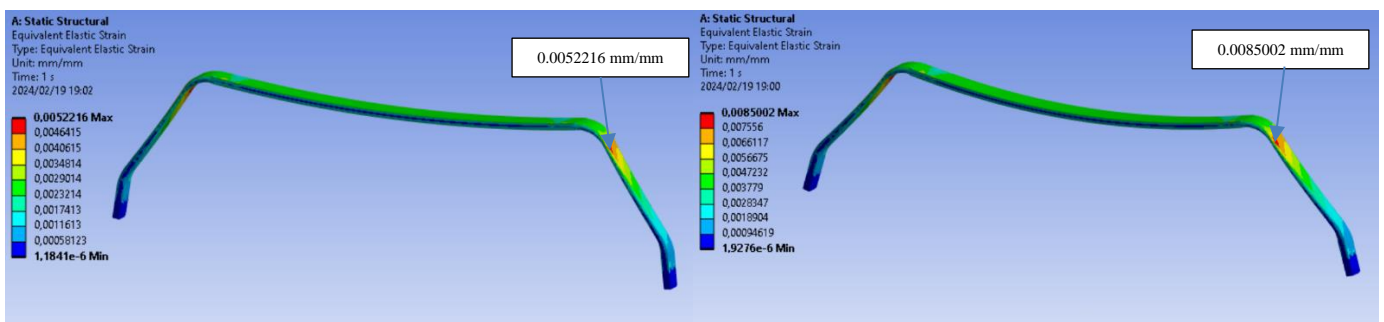 A: Static Structural
Equivalent Elastic Strain
Type: Equivalent Elastic Strain
Unit: mm/mm
Time: 1 s
2024/02/19 19:02
0.0052216 mm/mm
0,0052216 Max
0,0046415
0,0040615
0,0034814
0,0029014
0,0023214
0,0017413
0,0011613
0,00058123
1,1841e-6 Min
A: Static Structural
Equivalent Elastic Strain
Type: Equivalent Elastic Strain
Unit: mm/mm
Time: 1 s
2024/02/19 19:00
0.0085002 mm/mm
0,0085002 Max
0,007556
0,0066117
0,0056675
0,0047232
0,003779
0,0028347
0,0018904
0,00094619
1,9276e-6 Min